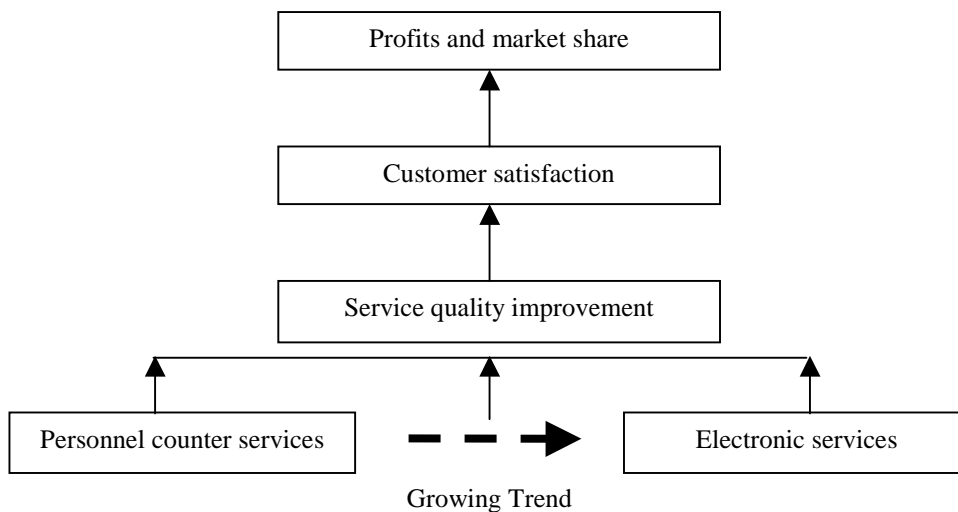 Profits and market share
Customer satisfaction
Service quality improvement
Personnel counter services
Electronic services
Growing Trend